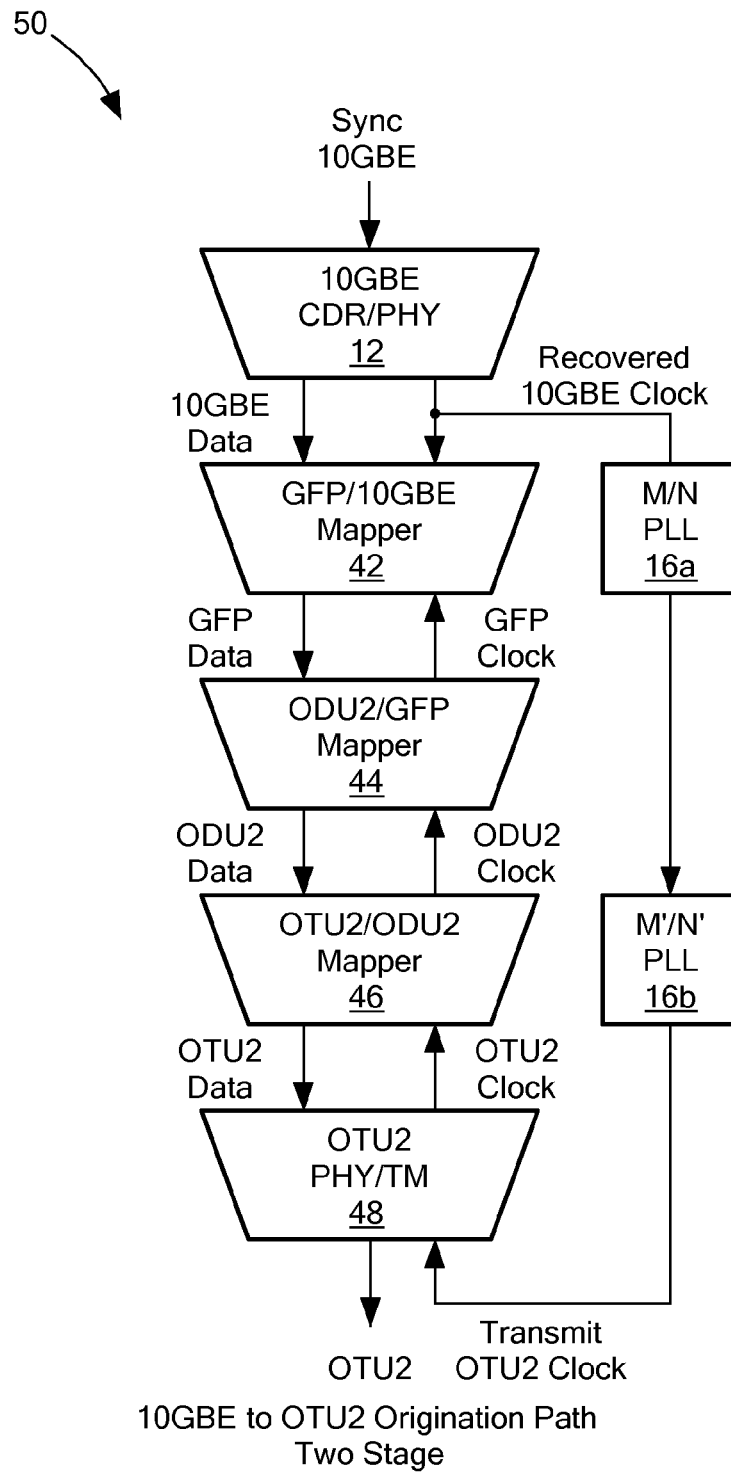 50
Sync
10GBE
10GBE
CDR/PHY
12
Recovered
10GBE Clock
10GBE
Data
GFP/10GBE
Mapper
42
M/N
PLL
16a
GFP
Data
GFP
Clock
ODU2/GFP
Mapper
44
ODU2
Data
ODU2
Clock
OTU2/ODU2
Mapper
46
M'/N'
PLL
16b
OTU2
Data
OTU2
Clock
OTU2
PHY/TM
48
OTU2
Transmit
OTU2 Clock
10GBE to OTU2 Origination Path
Two Stage